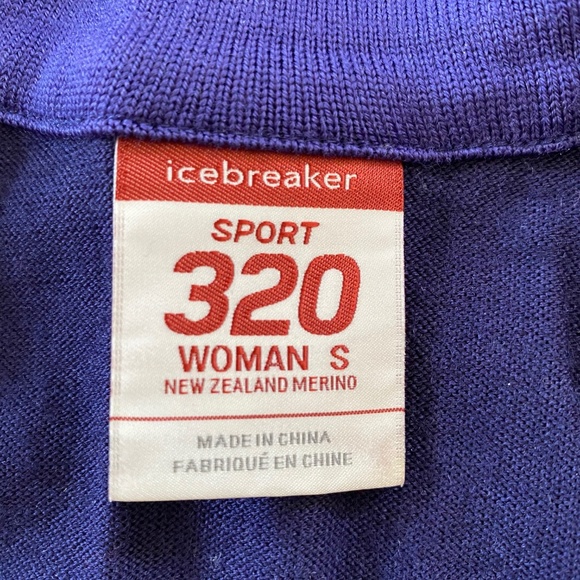 icebreaker
SPORT
320
WOMAN S
NEW ZEALAND MERINO
MADE IN CHINA
FABRIQUÉ EN CHINE